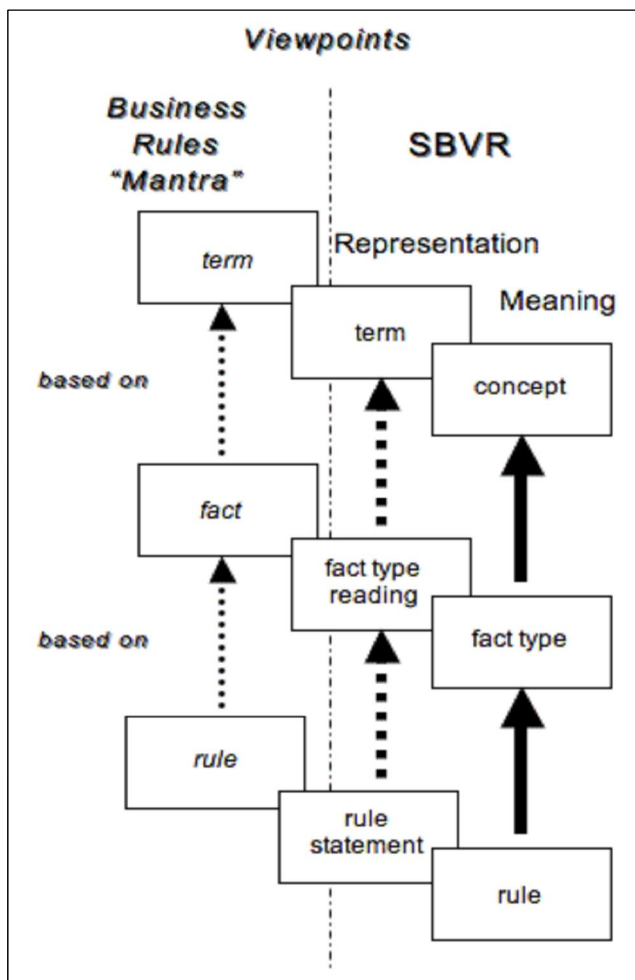 Viewpoints
Business
Rules
“Mantra”
SBVR
term
Representation
term
Meaning
concept
based on
fact
fact type
reading
fact type
based on
rule
rule
statement
rule